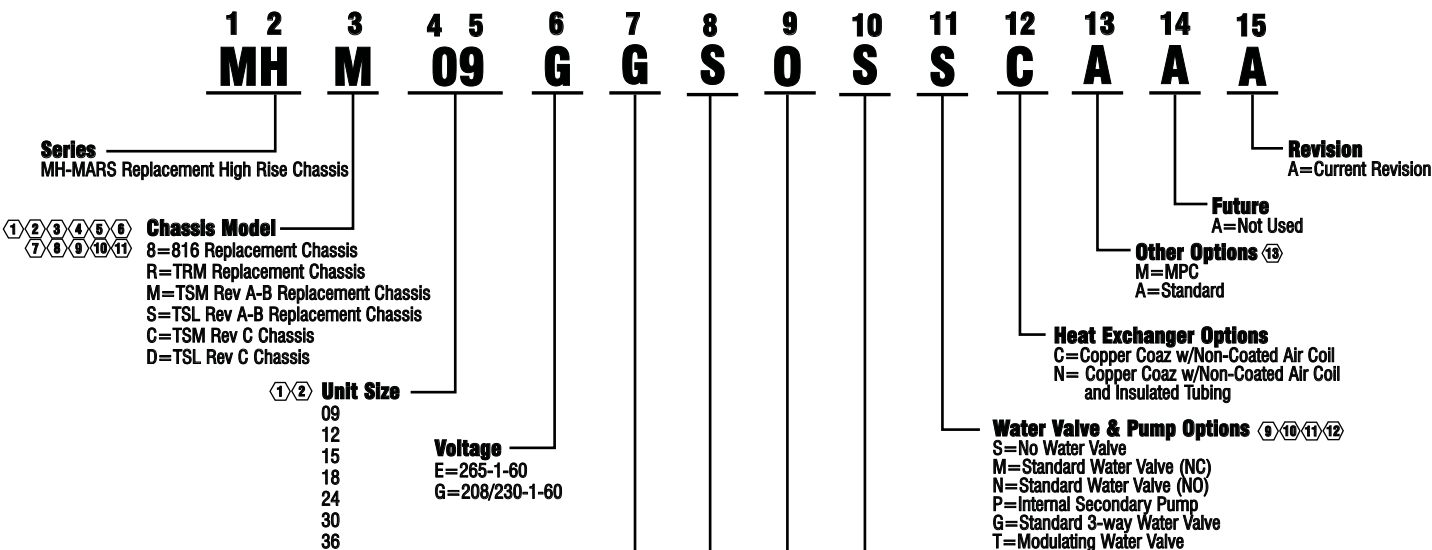 1 2 3 4 5 6 7 8 9 10 11 12 13 14 15
MH M 09 G G S O S S C A A A
Series
MH-MARS Replacement High Rise Chassis
Revision
A=Current Revision
Future
A=Not Used
Other Options 13
M=MPC
A=Standard
1 2 3 4 5 6 Chassis Model
7 8 9 10 11
8=816 Replacement Chassis
R=TRM Replacement Chassis
M=TSM Rev A-B Replacement Chassis
S=TSL Rev A-B Replacement Chassis
C=TSM Rev C Chassis
D=TSL Rev C Chassis
Heat Exchanger Options
C=Copper Coaz w/Non-Coated Air Coil
N= Copper Coaz w/Non-Coated Air Coil
and Insulated Tubing
1 2 Unit Size
09
12
15
18
24
30
36
Voltage
E=265-1-60
G=208/230-1-60
Water Valve & Pump Options 9 10 11 12
S=No Water Valve
M=Standard Water Valve (NC)
N=Standard Water Valve (NO)
P=Internal Secondary Pump
G=Standard 3-way Water Valve
T=Modulating Water Valve